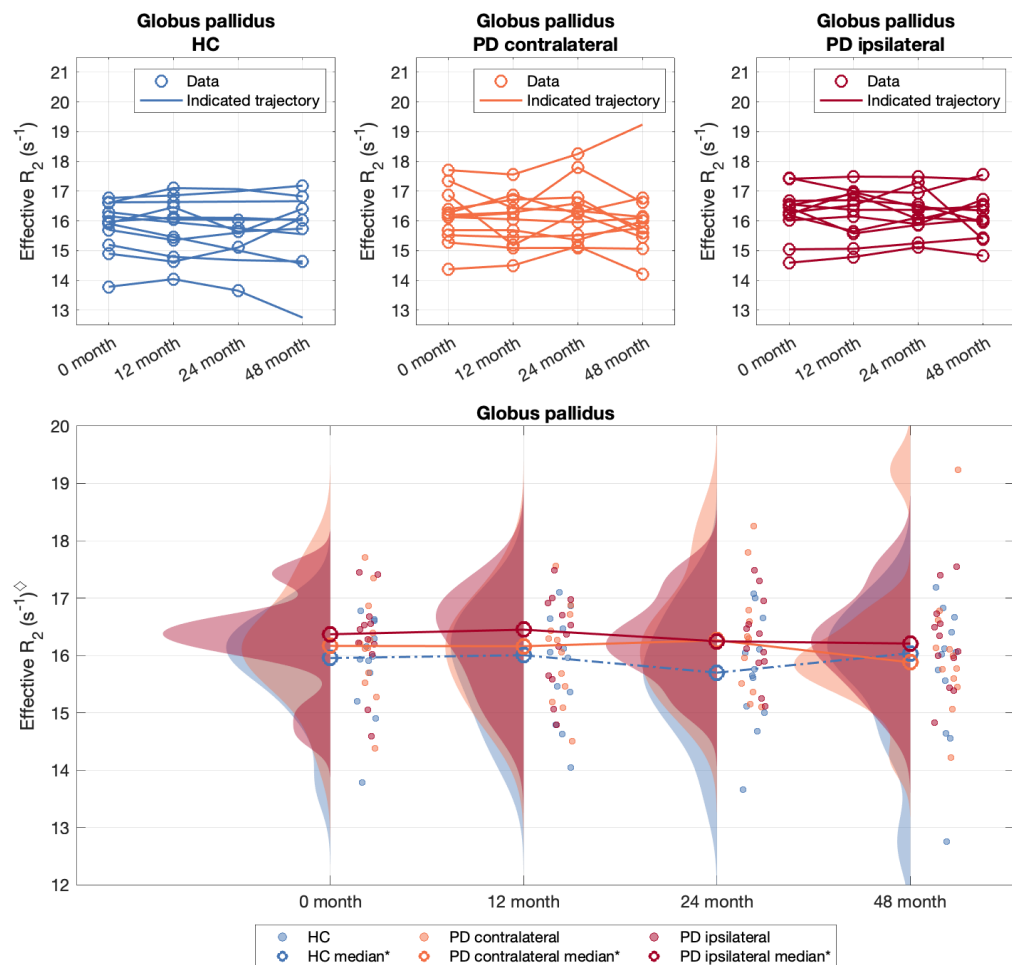 Globus pallidus
HC
21
20
19
18
17
16
15
14
13
Effective R₂ (s⁻¹)
Data
Indicated trajectory
0 month
12 month
24 month
48 month
Globus pallidus
PD contralateral
21
20
19
18
17
16
15
14
13
Effective R₂ (s⁻¹)
Data
Indicated trajectory
0 month
12 month
24 month
48 month
Globus pallidus
PD ipsilateral
21
20
19
18
17
16
15
14
13
Effective R₂ (s⁻¹)
Data
Indicated trajectory
0 month
12 month
24 month
48 month
Globus pallidus
20
19
18
17
16
15
14
13
12
Effective R₂ (s⁻¹)◇
0 month
12 month
24 month
48 month
HC
PD contralateral
PD ipsilateral
HC median*
PD contralateral median*
PD ipsilateral median*